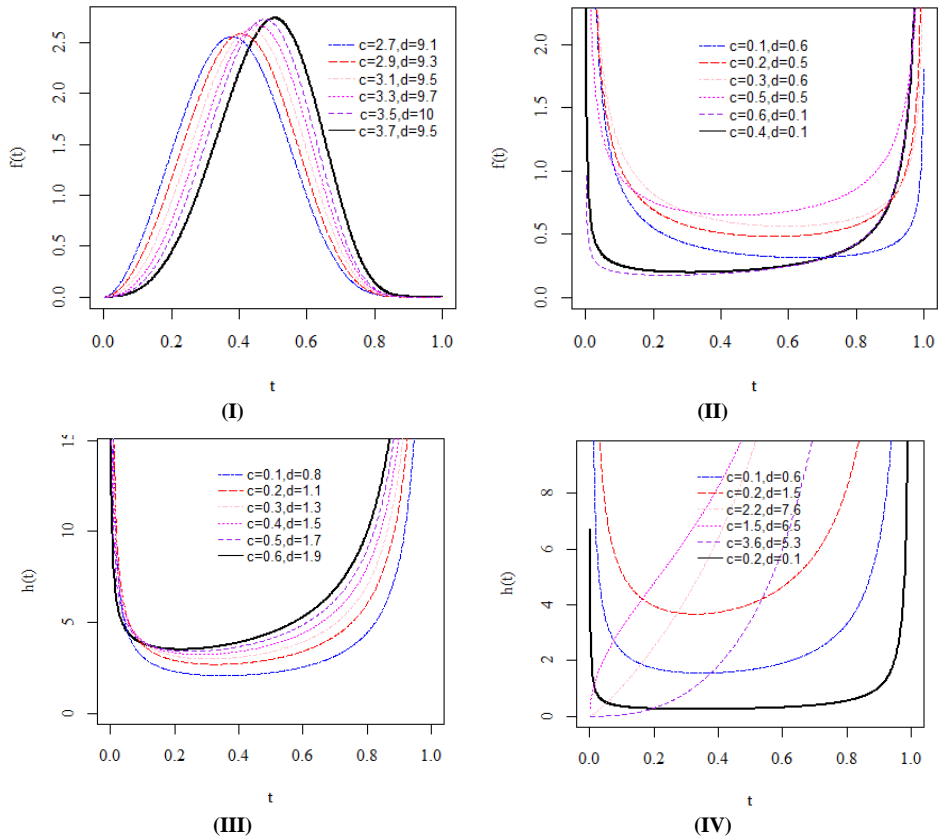 f(t)
0.0 0.5 1.0 1.5 2.0 2.5
c=2.7,d=9.1
c=2.9,d=9.3
c=3.1,d=9.5
c=3.3,d=9.7
c=3.5,d=10
c=3.7,d=9.5
0.0 0.2 0.4 0.6 0.8 1.0
t
(I)
f(t)
0.0 0.5 1.0 1.5 2.0
c=0.1,d=0.6
c=0.2,d=0.5
c=0.3,d=0.6
c=0.5,d=0.5
c=0.6,d=0.1
c=0.4,d=0.1
0.0 0.2 0.4 0.6 0.8 1.0
t
(II)
h(t)
0 5 10 15
c=0.1,d=0.8
c=0.2,d=1.1
c=0.3,d=1.3
c=0.4,d=1.5
c=0.5,d=1.7
c=0.6,d=1.9
0.0 0.2 0.4 0.6 0.8 1.0
t
(III)
h(t)
0 2 4 6 8
c=0.1,d=0.6
c=0.2,d=1.5
c=2.2,d=7.6
c=1.5,d=6.5
c=3.6,d=5.3
c=0.2,d=0.1
0.0 0.2 0.4 0.6 0.8 1.0
t
(IV)